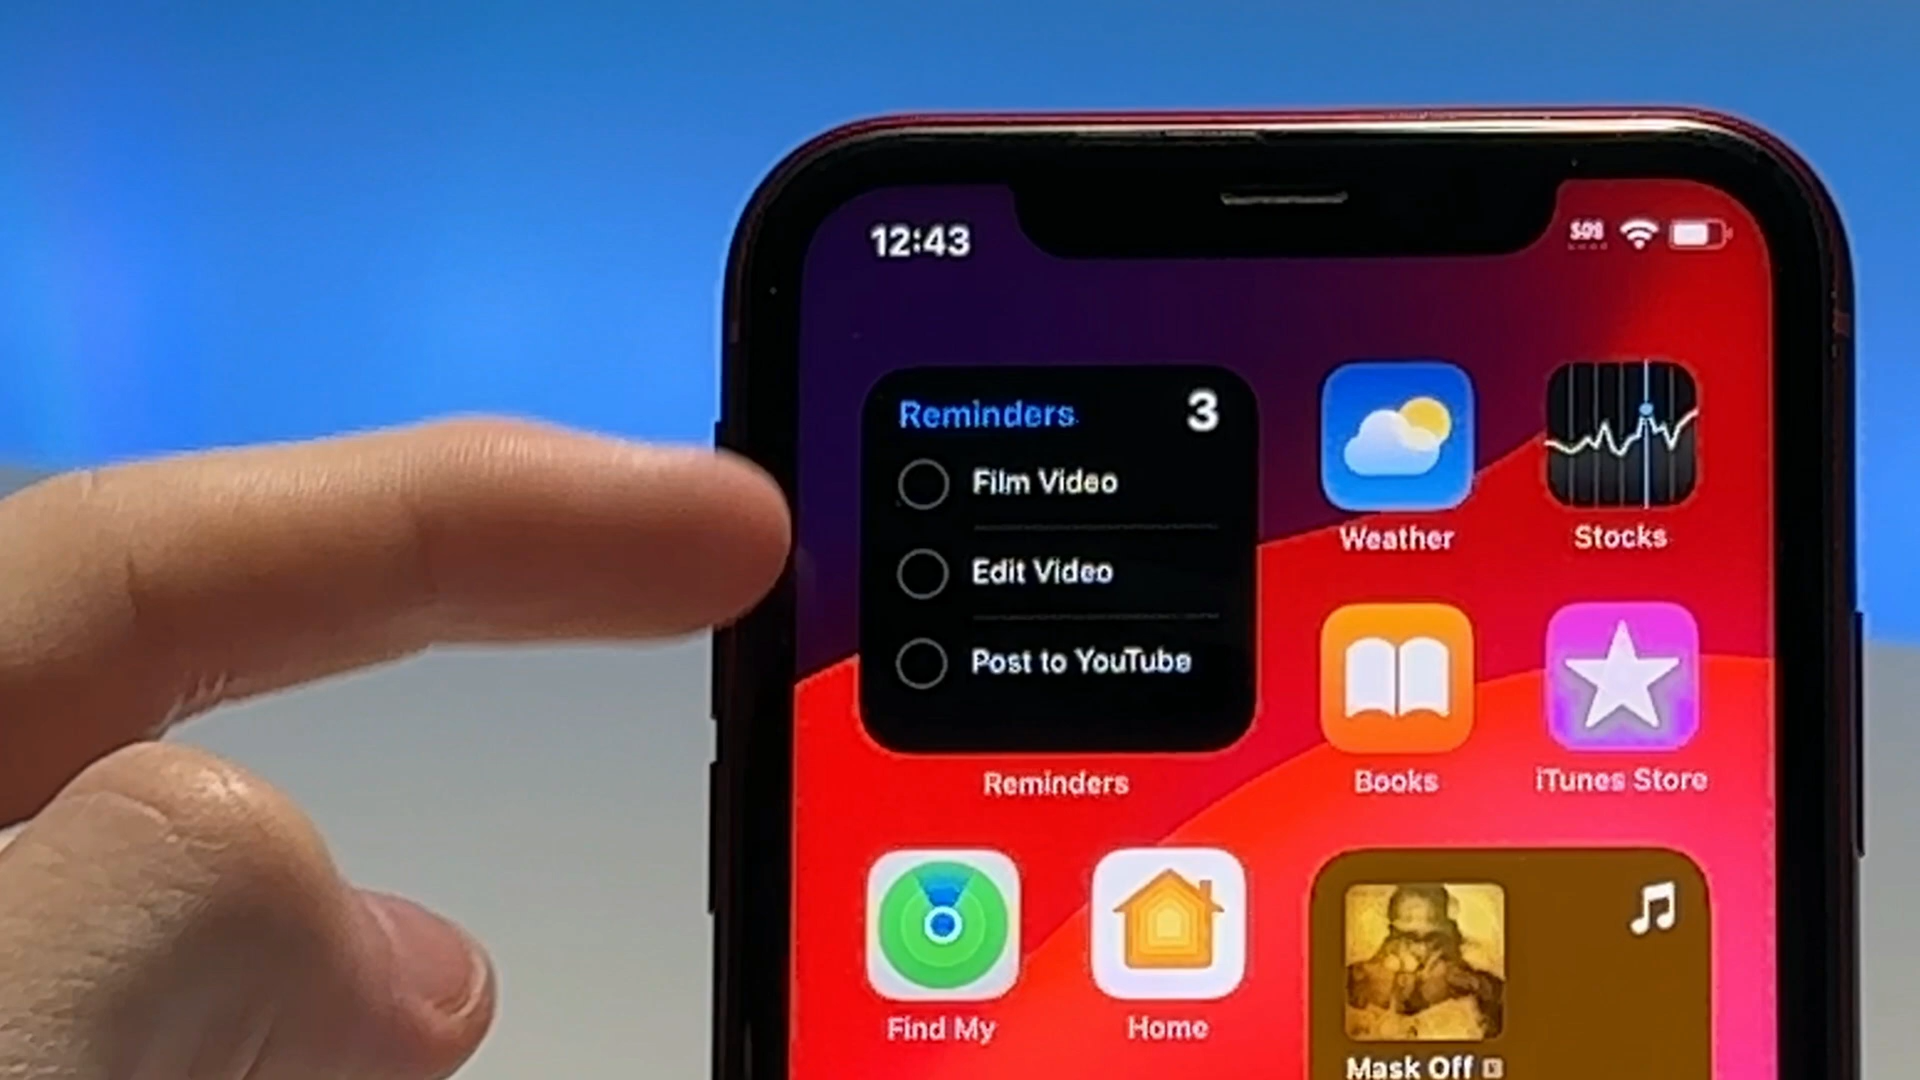 12:43
SOS
Reminders
3
Film Video
Edit Video
Post to YouTube
Reminders
Weather
Stocks
Books
iTunes Store
Find My
Home
Mask Off